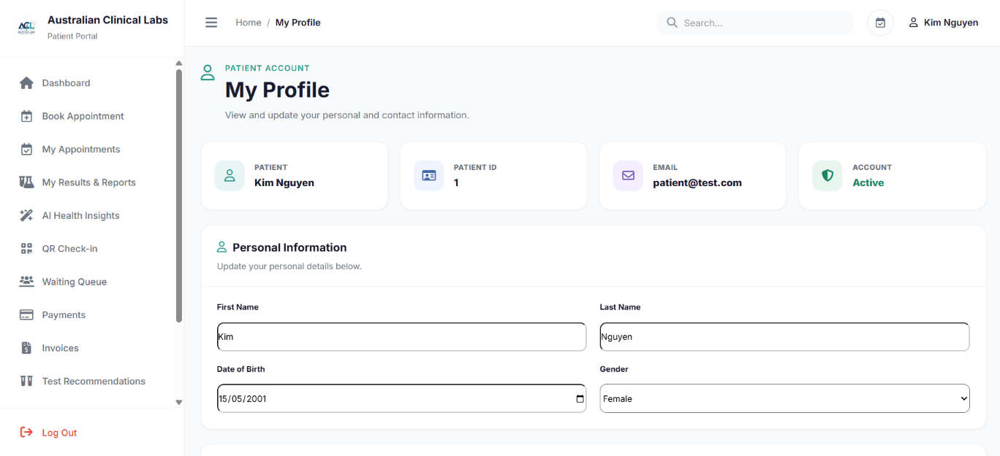 ACL
Australian Clinical Labs
Patient Portal
Home / My Profile
Search...
Kim Nguyen
Dashboard
Book Appointment
My Appointments
My Results & Reports
AI Health Insights
QR Check-in
Waiting Queue
Payments
Invoices
Test Recommendations
Log Out
PATIENT ACCOUNT
My Profile
View and update your personal and contact information.
PATIENT
Kim Nguyen
PATIENT ID
1
EMAIL
patient@test.com
ACCOUNT
Active
Personal Information
Update your personal details below.
First Name
Kim
Last Name
Nguyen
Date of Birth
15/05/2001
Gender
Female